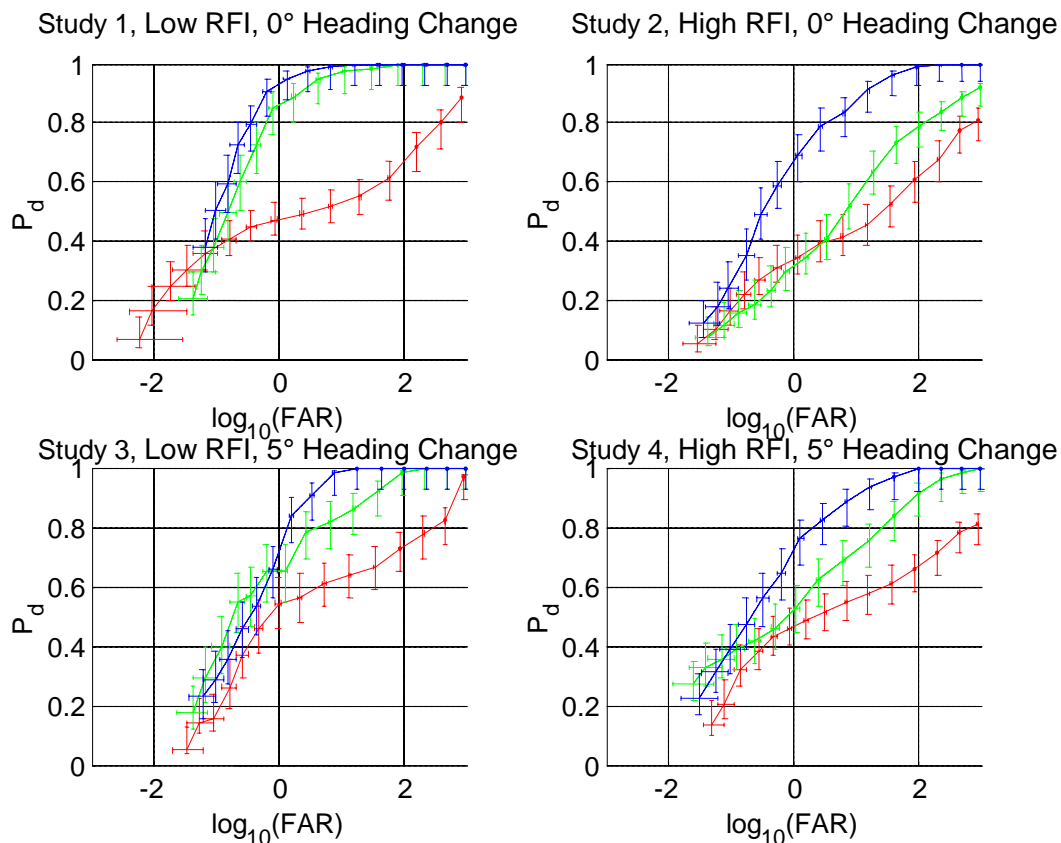 Study 1, Low RFI, 0° Heading Change
1
0.8
0.6
0.4
0.2
0
P_d
-2 0 2
log_10(FAR)
Study 2, High RFI, 0° Heading Change
1
0.8
0.6
0.4
0.2
0
P_d
-2 0 2
log_10(FAR)
Study 3, Low RFI, 5° Heading Change
1
0.8
0.6
0.4
0.2
0
P_d
-2 0 2
log_10(FAR)
Study 4, High RFI, 5° Heading Change
1
0.8
0.6
0.4
0.2
0
P_d
-2 0 2
log_10(FAR)